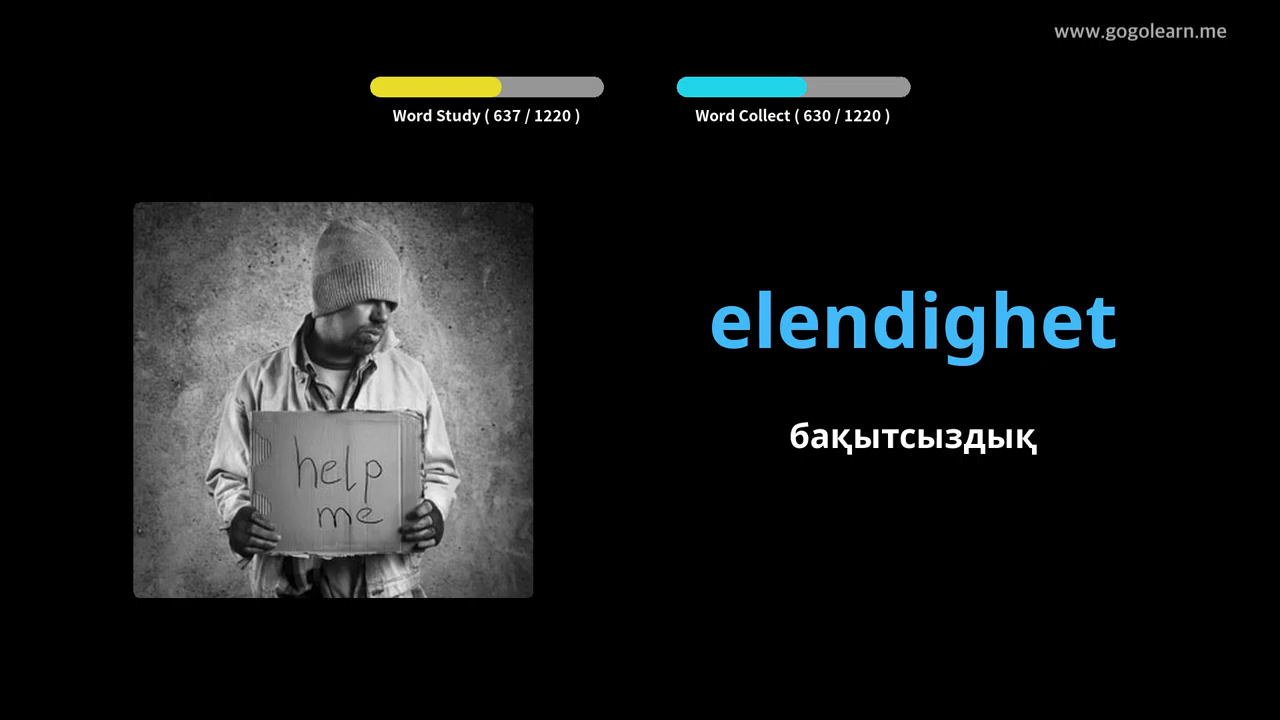 www.gogolearn.me
Word Study ( 637 / 1220 )
Word Collect ( 630 / 1220 )
help
me
elendighet
бақытсыздық